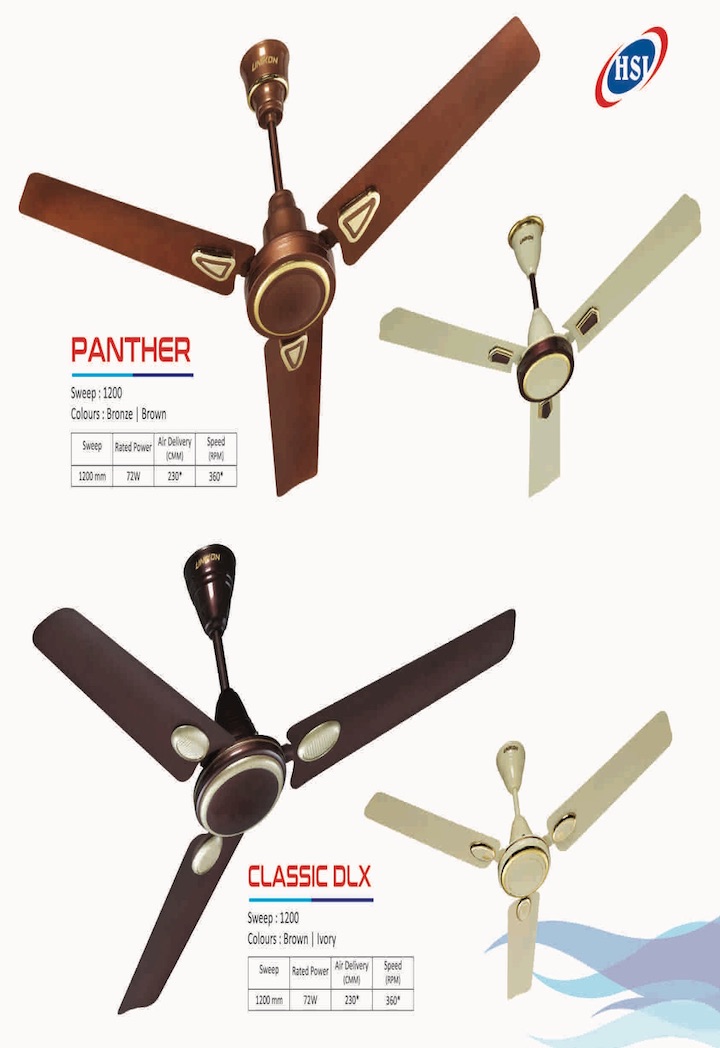 UNIKON
HSI
UNIKON
PANTHER
Sweep : 1200
Colours : Bronze | Brown
Sweep Rated Power Air Delivery (CMM) Speed (RPM)
1200 mm 72W 230* 360*
UNIKON
UNIKON
CLASSIC DLX
Sweep : 1200
Colours : Brown | Ivory
Sweep Rated Power Air Delivery (CMM) Speed (RPM)
1200 mm 72W 230* 360*